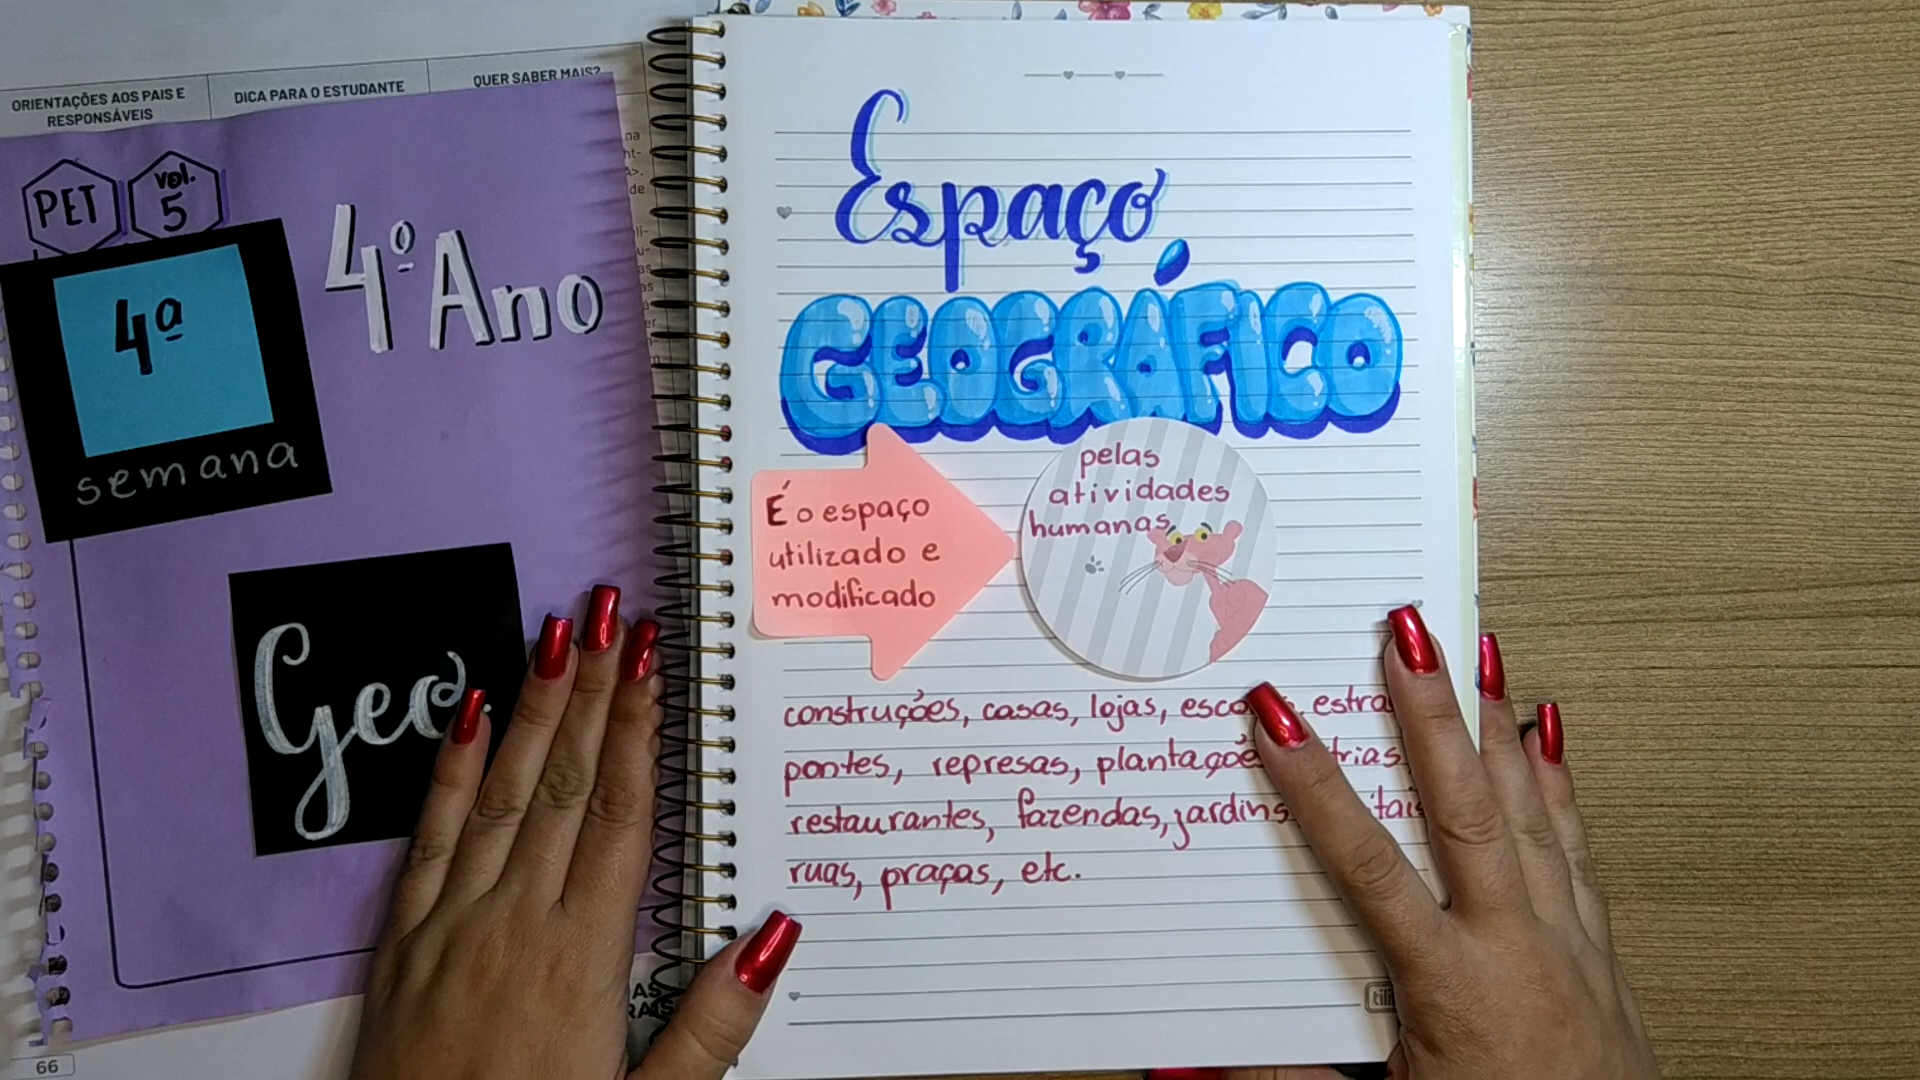 ORIENTAÇÕES AOS PAIS E
RESPONSÁVEIS
DICA PARA O ESTUDANTE
QUER SABER MAIS?
PET
vol.
5
4º Ano
4ª
semana
Geo.
66
Espaço
GEOGRÁFICO
É o espaço
utilizado e
modificado
pelas
atividades
humanas
construções, casas, lojas,
pontes, represas,
restaurantes, fazendas, jardins
ruas, praças, etc.